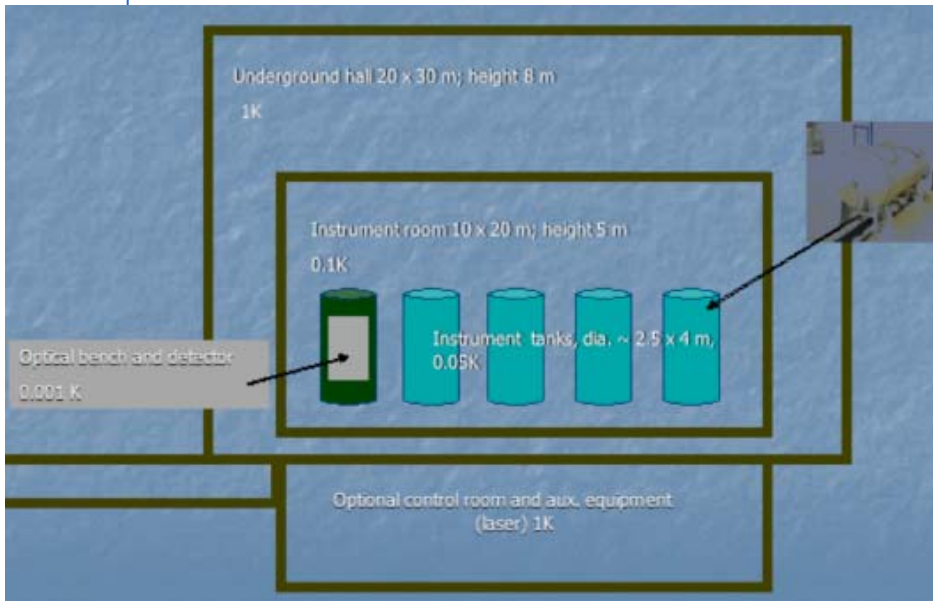 Underground hall 20 x 30 m; height 8 m
1K
Instrument room 10 x 20 m; height 5 m
0.1K
Instrument tanks, dia. ~ 2.5 x 4 m,
0.05K
Optical bench and detector
0.001 K
Optional control room and aux. equipment
(laser) 1K